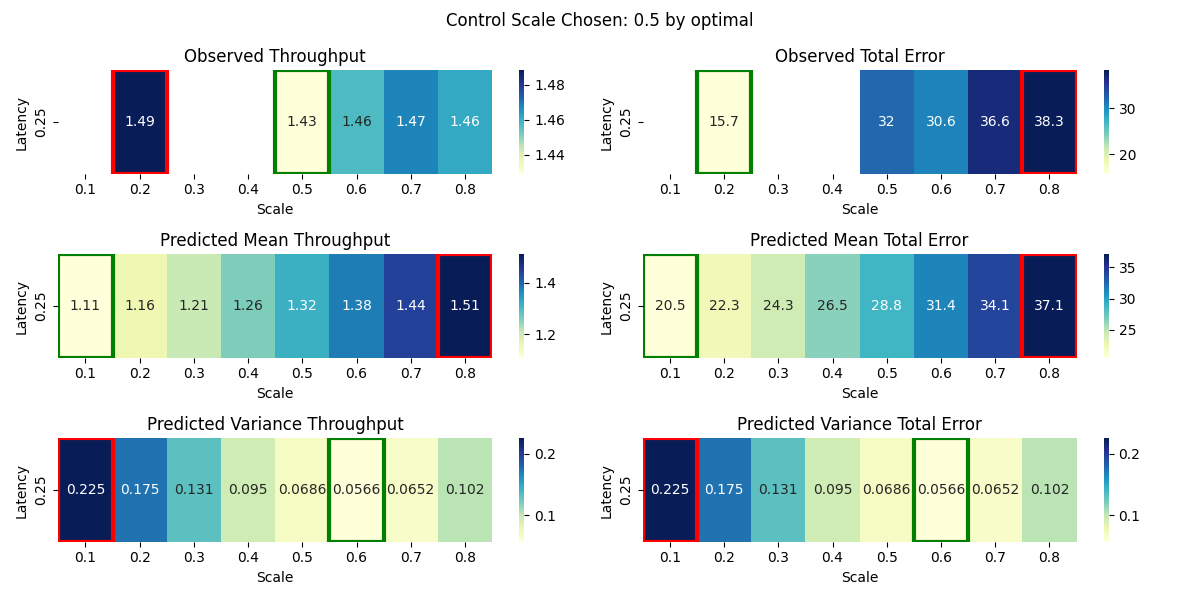 Control Scale Chosen: 0.5 by optimal
Observed Throughput
Latency
0.25
1.49 1.43 1.46 1.47 1.46
0.1 0.2 0.3 0.4 0.5 0.6 0.7 0.8
Scale
1.48
1.46
1.44
Observed Total Error
Latency
0.25
15.7 32 30.6 36.6 38.3
0.1 0.2 0.3 0.4 0.5 0.6 0.7 0.8
Scale
30
20
Predicted Mean Throughput
Latency
0.25
1.11 1.16 1.21 1.26 1.32 1.38 1.44 1.51
0.1 0.2 0.3 0.4 0.5 0.6 0.7 0.8
Scale
1.4
1.2
Predicted Mean Total Error
Latency
0.25
20.5 22.3 24.3 26.5 28.8 31.4 34.1 37.1
0.1 0.2 0.3 0.4 0.5 0.6 0.7 0.8
Scale
35
30
25
Predicted Variance Throughput
Latency
0.25
0.225 0.175 0.131 0.095 0.0686 0.0566 0.0652 0.102
0.1 0.2 0.3 0.4 0.5 0.6 0.7 0.8
Scale
0.2
0.1
Predicted Variance Total Error
Latency
0.25
0.225 0.175 0.131 0.095 0.0686 0.0566 0.0652 0.102
0.1 0.2 0.3 0.4 0.5 0.6 0.7 0.8
Scale
0.2
0.1